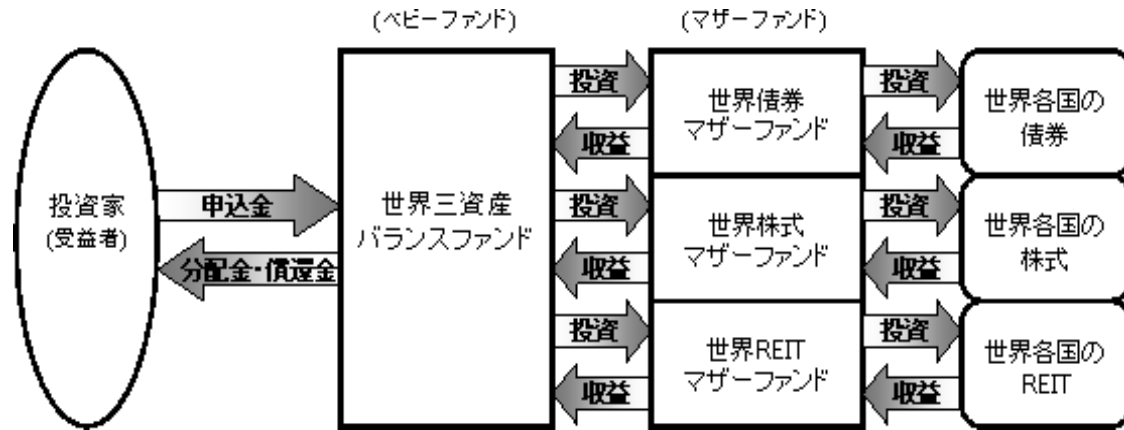 (ベビーファンド)
(マザーファンド)
投資家
(受益者)
申込金
分配金・償還金
世界三資産
バランスファンド
投資
収益
投資
収益
投資
収益
世界債券
マザーファンド
世界株式
マザーファンド
世界REIT
マザーファンド
投資
収益
投資
収益
投資
収益
世界各国の
債券
世界各国の
株式
世界各国の
REIT